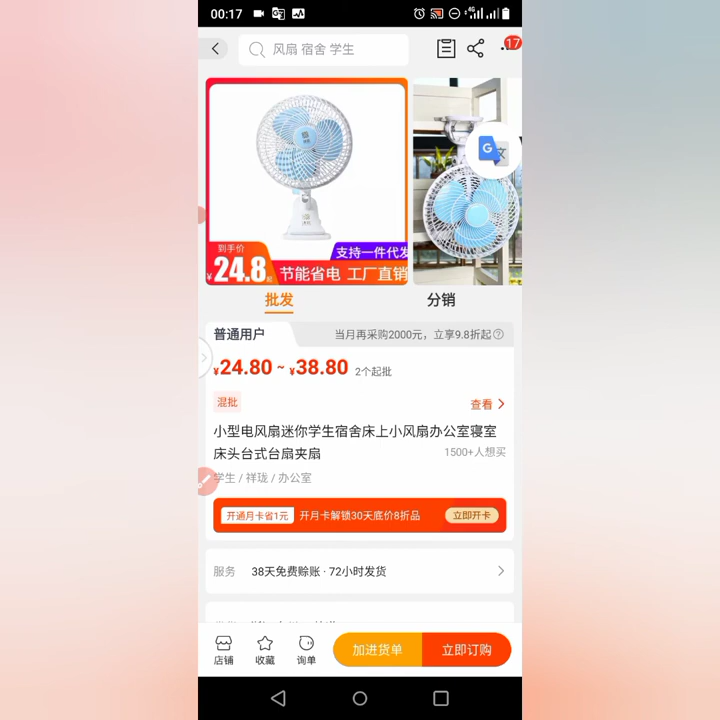 00:17
4G
风扇 宿舍 学生
17
G 文
到手价
¥24.8起
支持一件代发
节能省电 工厂直销
批发
分销
普通用户
当月再采购2000元，立享9.8折起
¥24.80 ~ ¥38.80 2个起批
混批
查看
小型电风扇迷你学生宿舍床上小风扇办公室寝室
床头台式台扇夹扇
1500+人想买
学生 / 祥珑 / 办公室
开通月卡省1元 开月卡解锁30天底价8折品 立即开卡
服务 38天免费赊账 · 72小时发货
店铺
收藏
询单
加进货单
立即订购